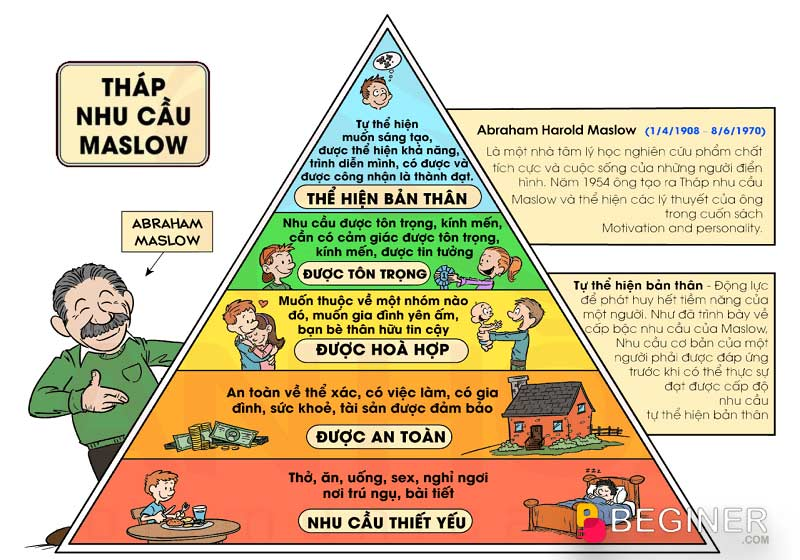 THÁP
NHU CẦU
MASLOW
ABRAHAM
MASLOW
Tự thể hiện
muốn sáng tạo,
được thể hiện khả năng,
trình diễn mình, có được và
được công nhận là thành đạt.
THỂ HIỆN BẢN THÂN
Nhu cầu được tôn trọng, kính mến,
cần có cảm giác được tôn trọng,
kính mến, được tin tưởng
ĐƯỢC TÔN TRỌNG
Muốn thuộc về một nhóm nào
đó, muốn gia đình yên ấm,
bạn bè thân hữu tin cậy
ĐƯỢC HOÀ HỢP
An toàn về thể xác, có việc làm, có gia
đình, sức khoẻ, tài sản được đảm bảo
ĐƯỢC AN TOÀN
Thở, ăn, uống, sex, nghỉ ngơi
nơi trú ngụ, bài tiết
NHU CẦU THIẾT YẾU
Abraham Harold Maslow (1/4/1908 – 8/6/1970)
Là một nhà tâm lý học nghiên cứu phẩm chất
tích cực và cuộc sống của những người điển
hình. Năm 1954 ông tạo ra Tháp nhu cầu
Maslow và thể hiện các lý thuyết của ông
trong cuốn sách
Motivation and personality.
Tự thể hiện bản thân - Động lực
để phát huy hết tiềm năng của
một người. Như đã trình bày về
cấp bậc nhu cầu của Maslow,
Nhu cầu cơ bản của một
người phải được đáp ứng
trước khi có thể thực sự
đạt được cấp độ
nhu cầu
tự thể hiện bản thân
zzz
BEGINER
.COM